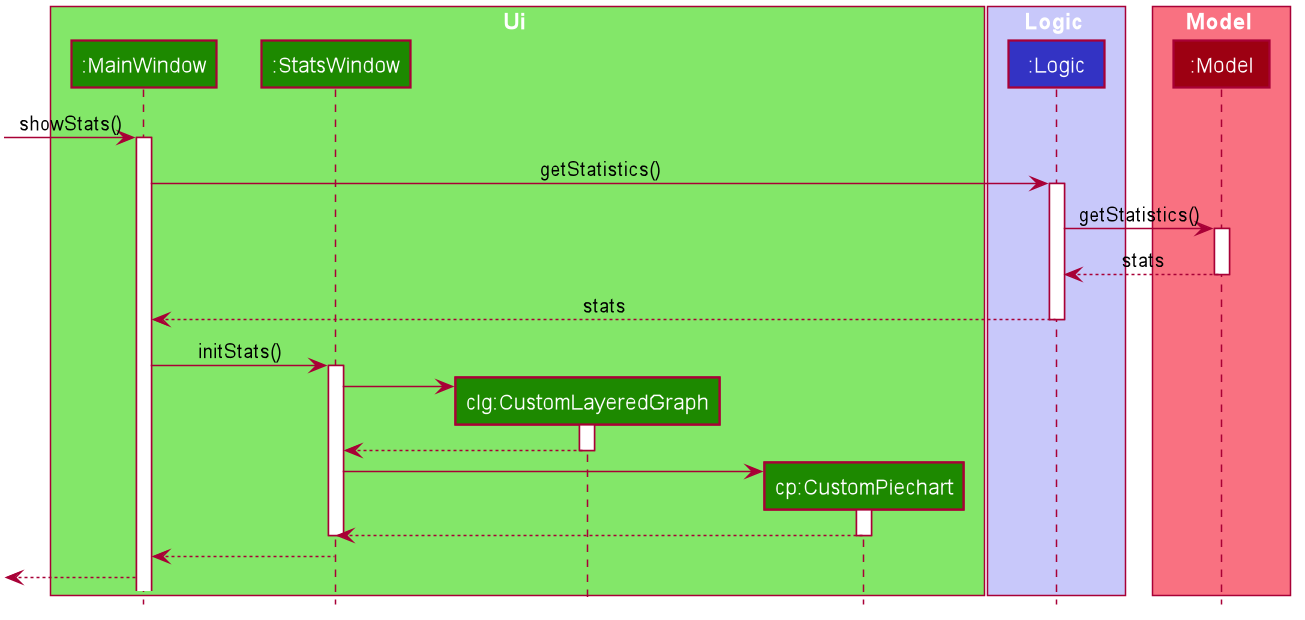 Ui
Logic
Model
:MainWindow
:StatsWindow
:Logic
:Model
showStats()
getStatistics()
getStatistics()
stats
stats
initStats()
clg:CustomLayeredGraph
cp:CustomPiechart